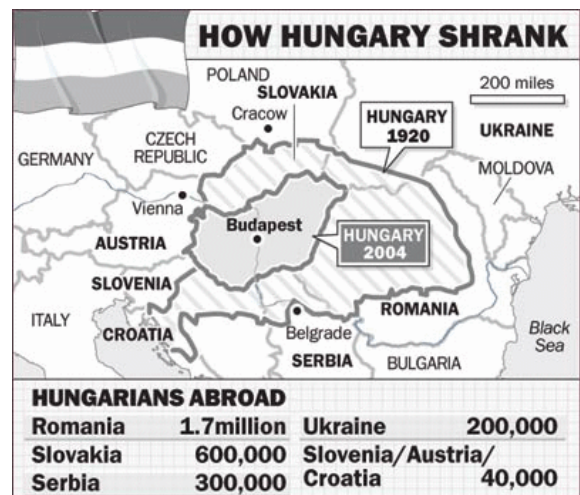 HOW HUNGARY SHRANK
POLAND
SLOVAKIA
200 miles
Cracow
HUNGARY
1920
UKRAINE
CZECH
REPUBLIC
GERMANY
MOLDOVA
Vienna
Budapest
HUNGARY
2004
AUSTRIA
SLOVENIA
ROMANIA
ITALY
CROATIA
Belgrade
Black
Sea
SERBIA
BULGARIA
HUNGARIANS ABROAD
Romania 1.7million
Slovakia 600,000
Serbia 300,000
Ukraine 200,000
Slovenia/Austria/
Croatia 40,000